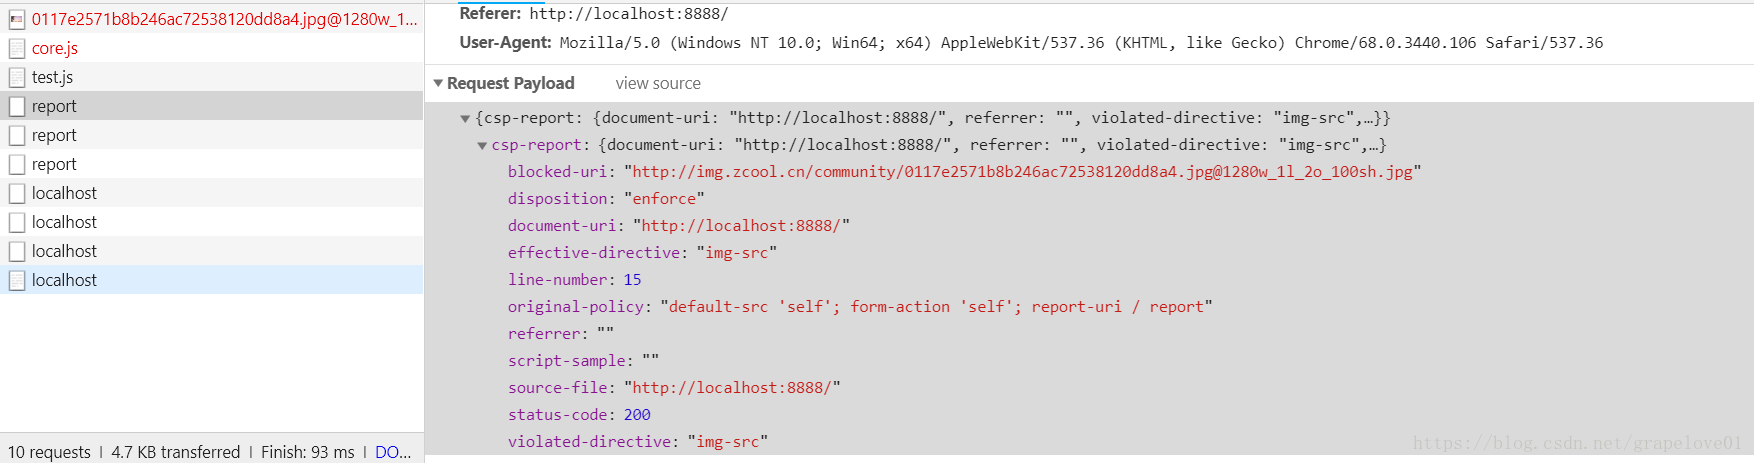 0117e2571b8b246ac72538120dd8a4.jpg@1280w_1...
core.js
test.js
report
report
report
localhost
localhost
localhost
localhost
10 requests | 4.7 KB transferred | Finish: 93 ms | DO...
Referer: http://localhost:8888/
User-Agent: Mozilla/5.0 (Windows NT 10.0; Win64; x64) AppleWebKit/537.36 (KHTML, like Gecko) Chrome/68.0.3440.106 Safari/537.36
Request Payload view source
{csp-report: {document-uri: "http://localhost:8888/", referrer: "", violated-directive: "img-src",…}}
csp-report: {document-uri: "http://localhost:8888/", referrer: "", violated-directive: "img-src",…}
blocked-uri: "http://img.zcool.cn/community/0117e2571b8b246ac72538120dd8a4.jpg@1280w_1l_2o_100sh.jpg"
disposition: "enforce"
document-uri: "http://localhost:8888/"
effective-directive: "img-src"
line-number: 15
original-policy: "default-src 'self'; form-action 'self'; report-uri / report"
referrer: ""
script-sample: ""
source-file: "http://localhost:8888/"
status-code: 200
violated-directive: "img-src"
https://blog.csdn.net/grapelove01